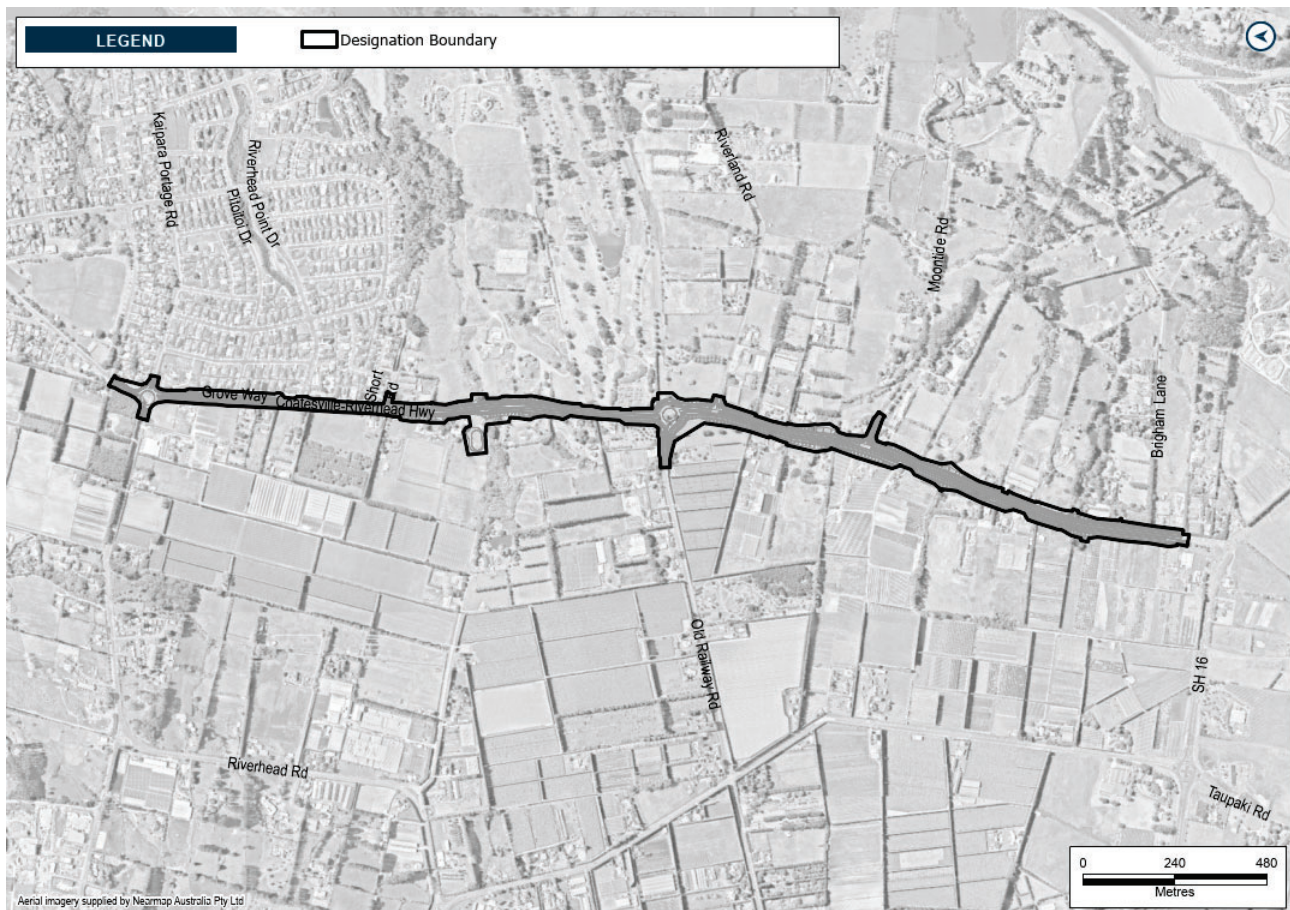 LEGEND
Designation Boundary
Kaipara Portage Rd
Riverhead Point Dr
Pitoitoi Dr
Riverland Rd
Moontide Rd
Short
Rd
Grove Way
Coatesville-Riverhead Hwy
Brigham Lane
Old Railway Rd
SH 16
Riverhead Rd
Taupaki Rd
0 240 480
Metres
Aerial imagery supplied by Nearmap Australia Pty Ltd